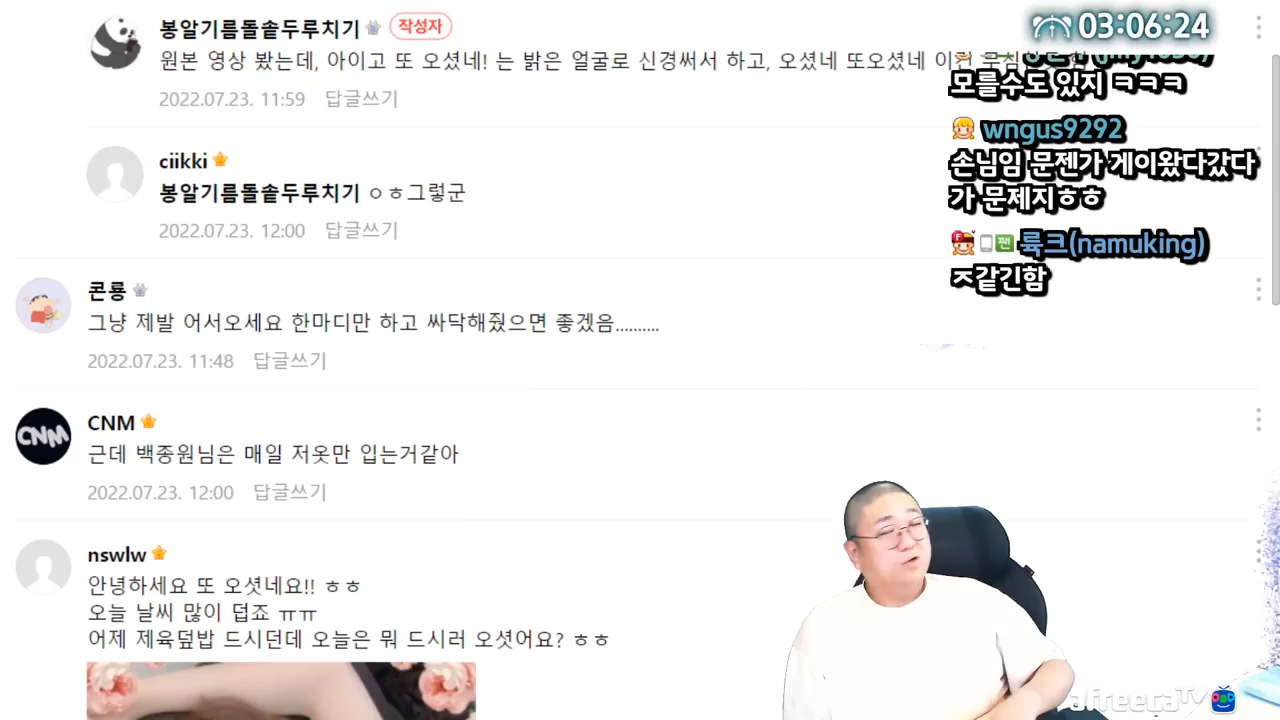 봉알기름돌솥두루치기 작성자
원본 영상 봤는데, 아이고 또 오셨네! 는 밝은 얼굴로 신경써서 하고, 오셨네 또오셨네 이런
2022.07.23. 11:59 답글쓰기
ciikki
봉알기름돌솥두루치기 ㅇㅎ그렇군
2022.07.23. 12:00 답글쓰기
콘룡
그냥 제발 어서오세요 한마디만 하고 싸닥해줬으면 좋겠음..........
2022.07.23. 11:48 답글쓰기
CNM
CNM
근데 백종원님은 매일 저옷만 입는거같아
2022.07.23. 12:00 답글쓰기
nswlw
안녕하세요 또 오셧네요!! ㅎㅎ
오늘 날씨 많이 덥죠 ㅠㅠ
어제 제육덮밥 드시던데 오늘은 뭐 드시러 오셧어요? ㅎㅎ
03:06:24
모를수도 있지 ㅋㅋㅋ
wngus9292
손님임 문젠가 게이왔다갔다
가 문제지ㅎㅎ
팬 륙크(namuking)
ㅈ같긴함
afreecaTV